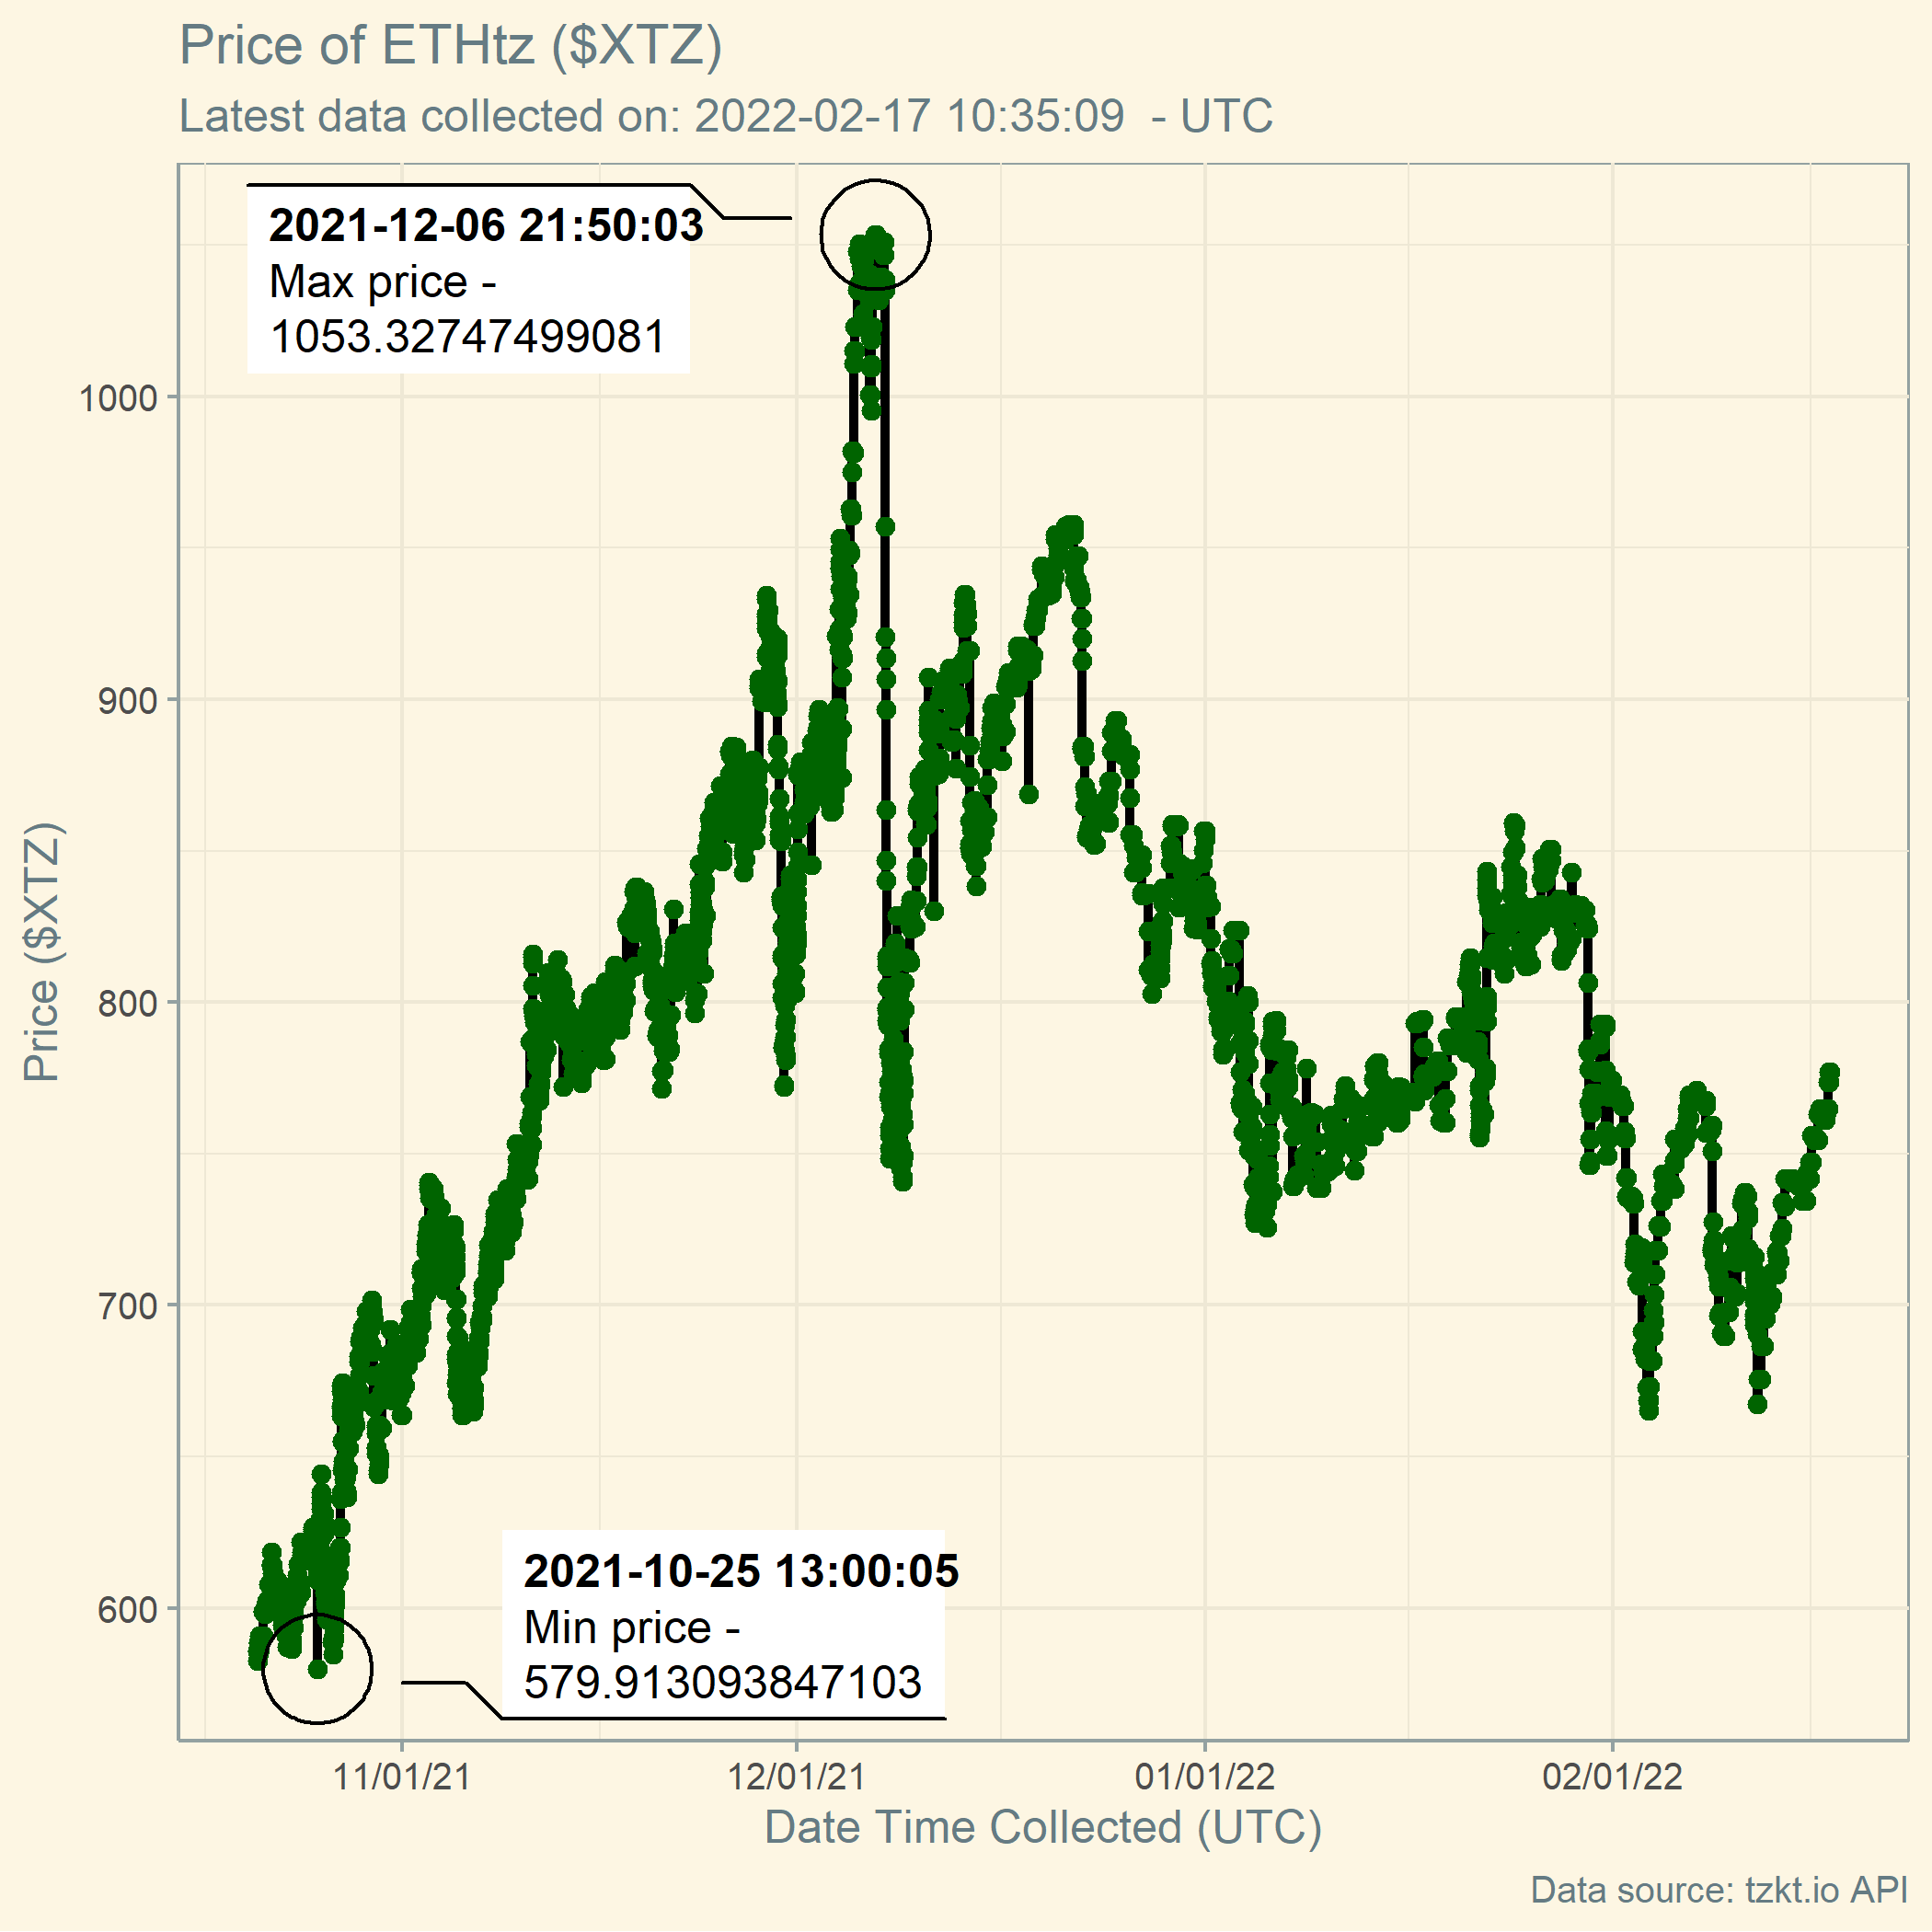 Price of ETHtz ($XTZ)
Latest data collected on: 2022-02-17 10:35:09  - UTC
2021-12-06 21:50:03
Max price -
1053.32747499081
1000
900
800
700
600
Price ($XTZ)
2021-10-25 13:00:05
Min price -
579.913093847103
11/01/21
12/01/21
01/01/22
02/01/22
Date Time Collected (UTC)
Data source: tzkt.io API